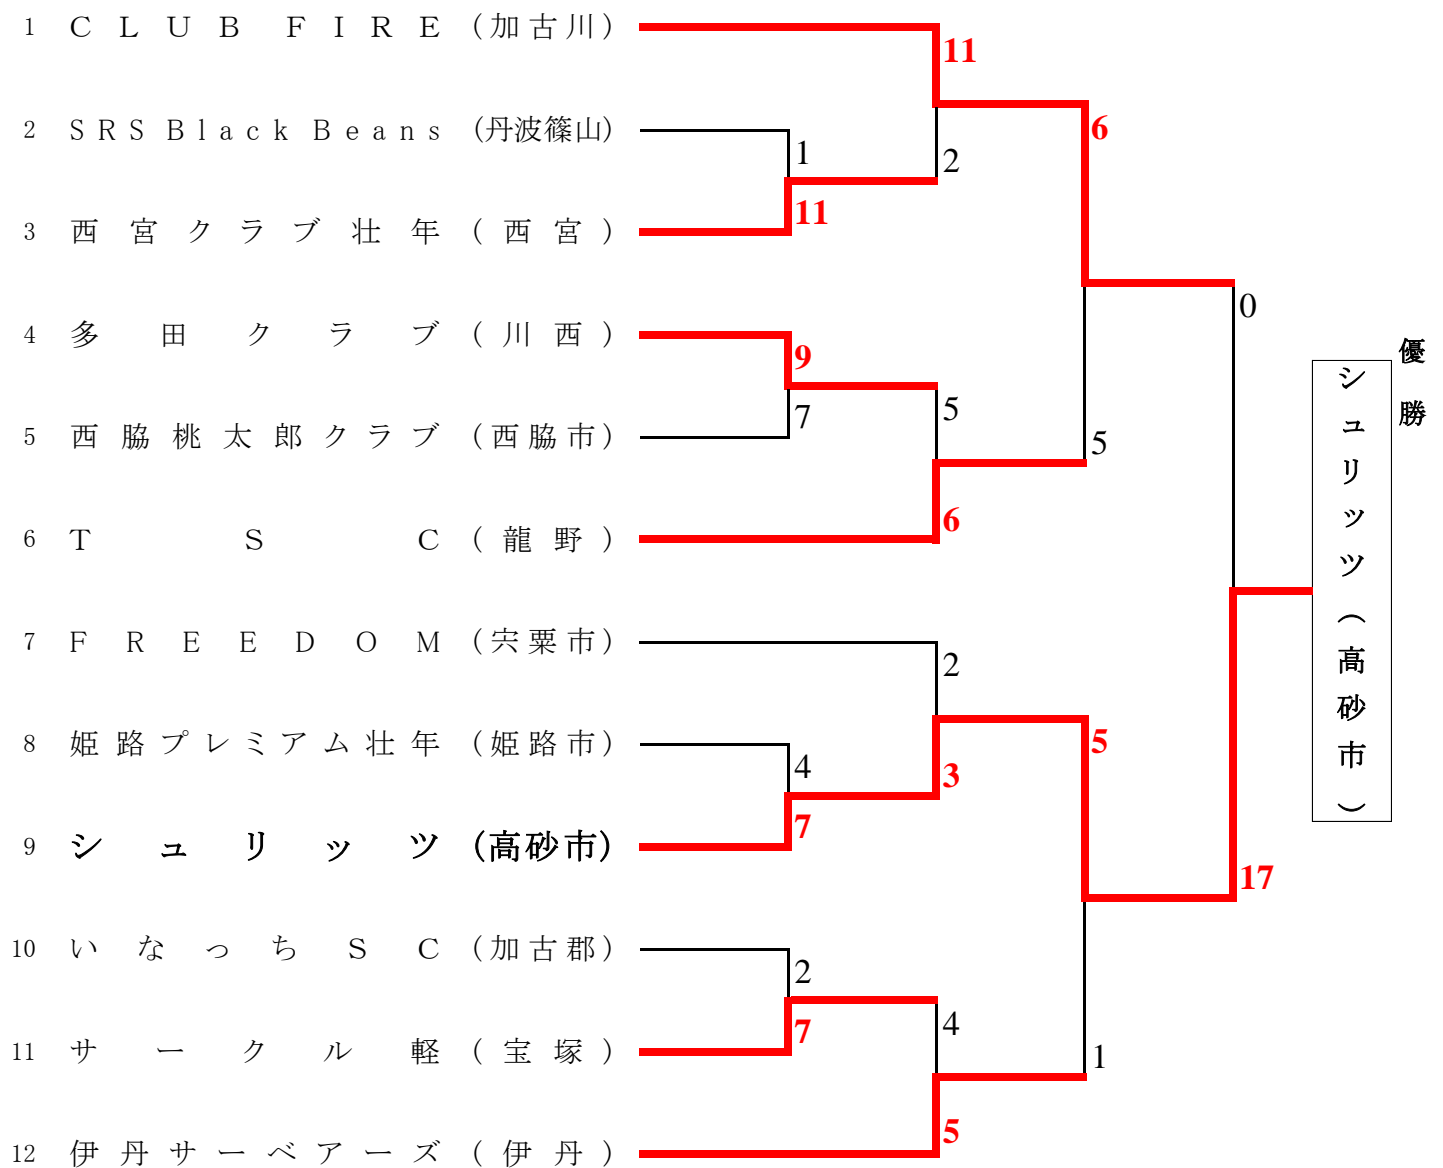 1 CLUB FIRE (加古川)
11
2 SRS Black Beans (丹波篠山)
6
1
2
3 西宮クラブ壮年 (西宮)
11
0
4 多田クラブ (川西)
9
優勝
シュリッツ(高砂市)
5 西脇桃太郎クラブ (西脇市)
7
5
5
6 TSC (龍野)
6
7 FREEDOM (宍粟市)
2
8 姫路プレミアム壮年 (姫路市)
4
3
5
9 シュリッツ (高砂市)
7
17
10 いなっちSC (加古郡)
2
11 サークル軽 (宝塚)
7
4
1
12 伊丹サーベアーズ (伊丹)
5